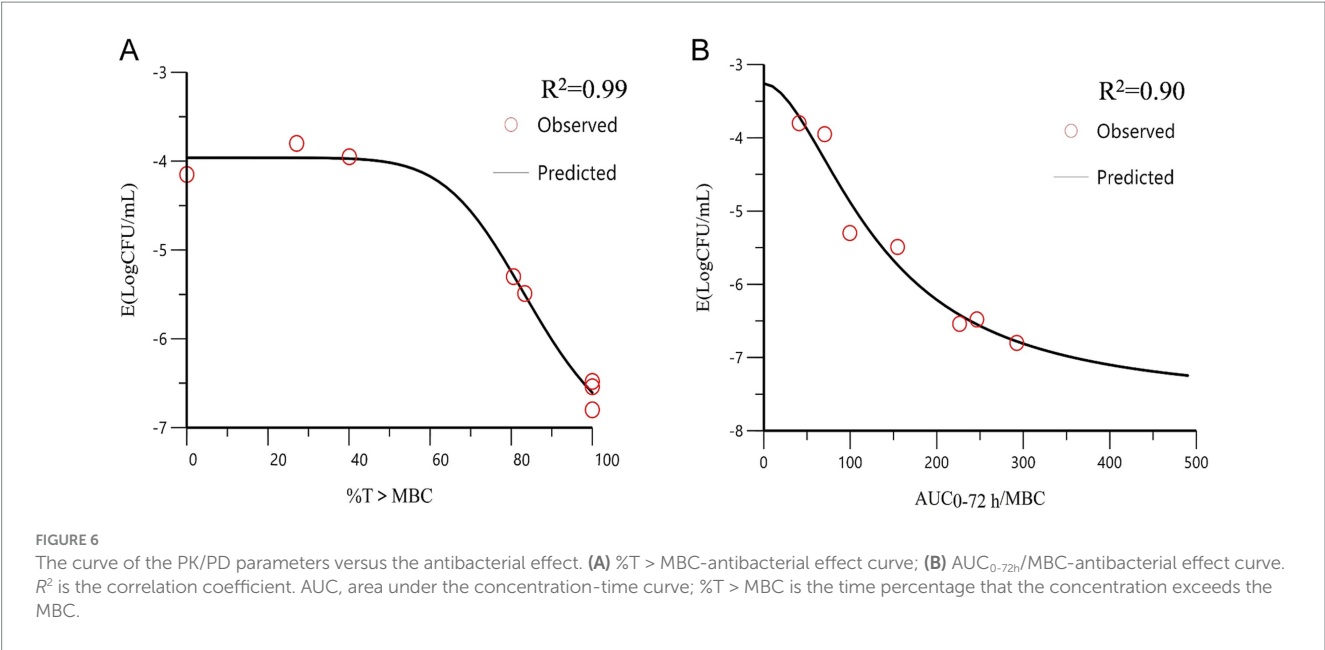 A
R²=0.99
Observed
Predicted
-3
-4
-5
-6
-7
E(LogCFU/mL)
0 20 40 60 80 100
%T > MBC
B
R²=0.90
Observed
Predicted
-3
-4
-5
-6
-7
-8
E(LogCFU/mL)
0 100 200 300 400 500
AUC0-72 h/MBC
FIGURE 6
The curve of the PK/PD parameters versus the antibacterial effect. (A) %T > MBC-antibacterial effect curve; (B) AUC0-72h/MBC-antibacterial effect curve.
R² is the correlation coefficient. AUC, area under the concentration-time curve; %T > MBC is the time percentage that the concentration exceeds the
MBC.